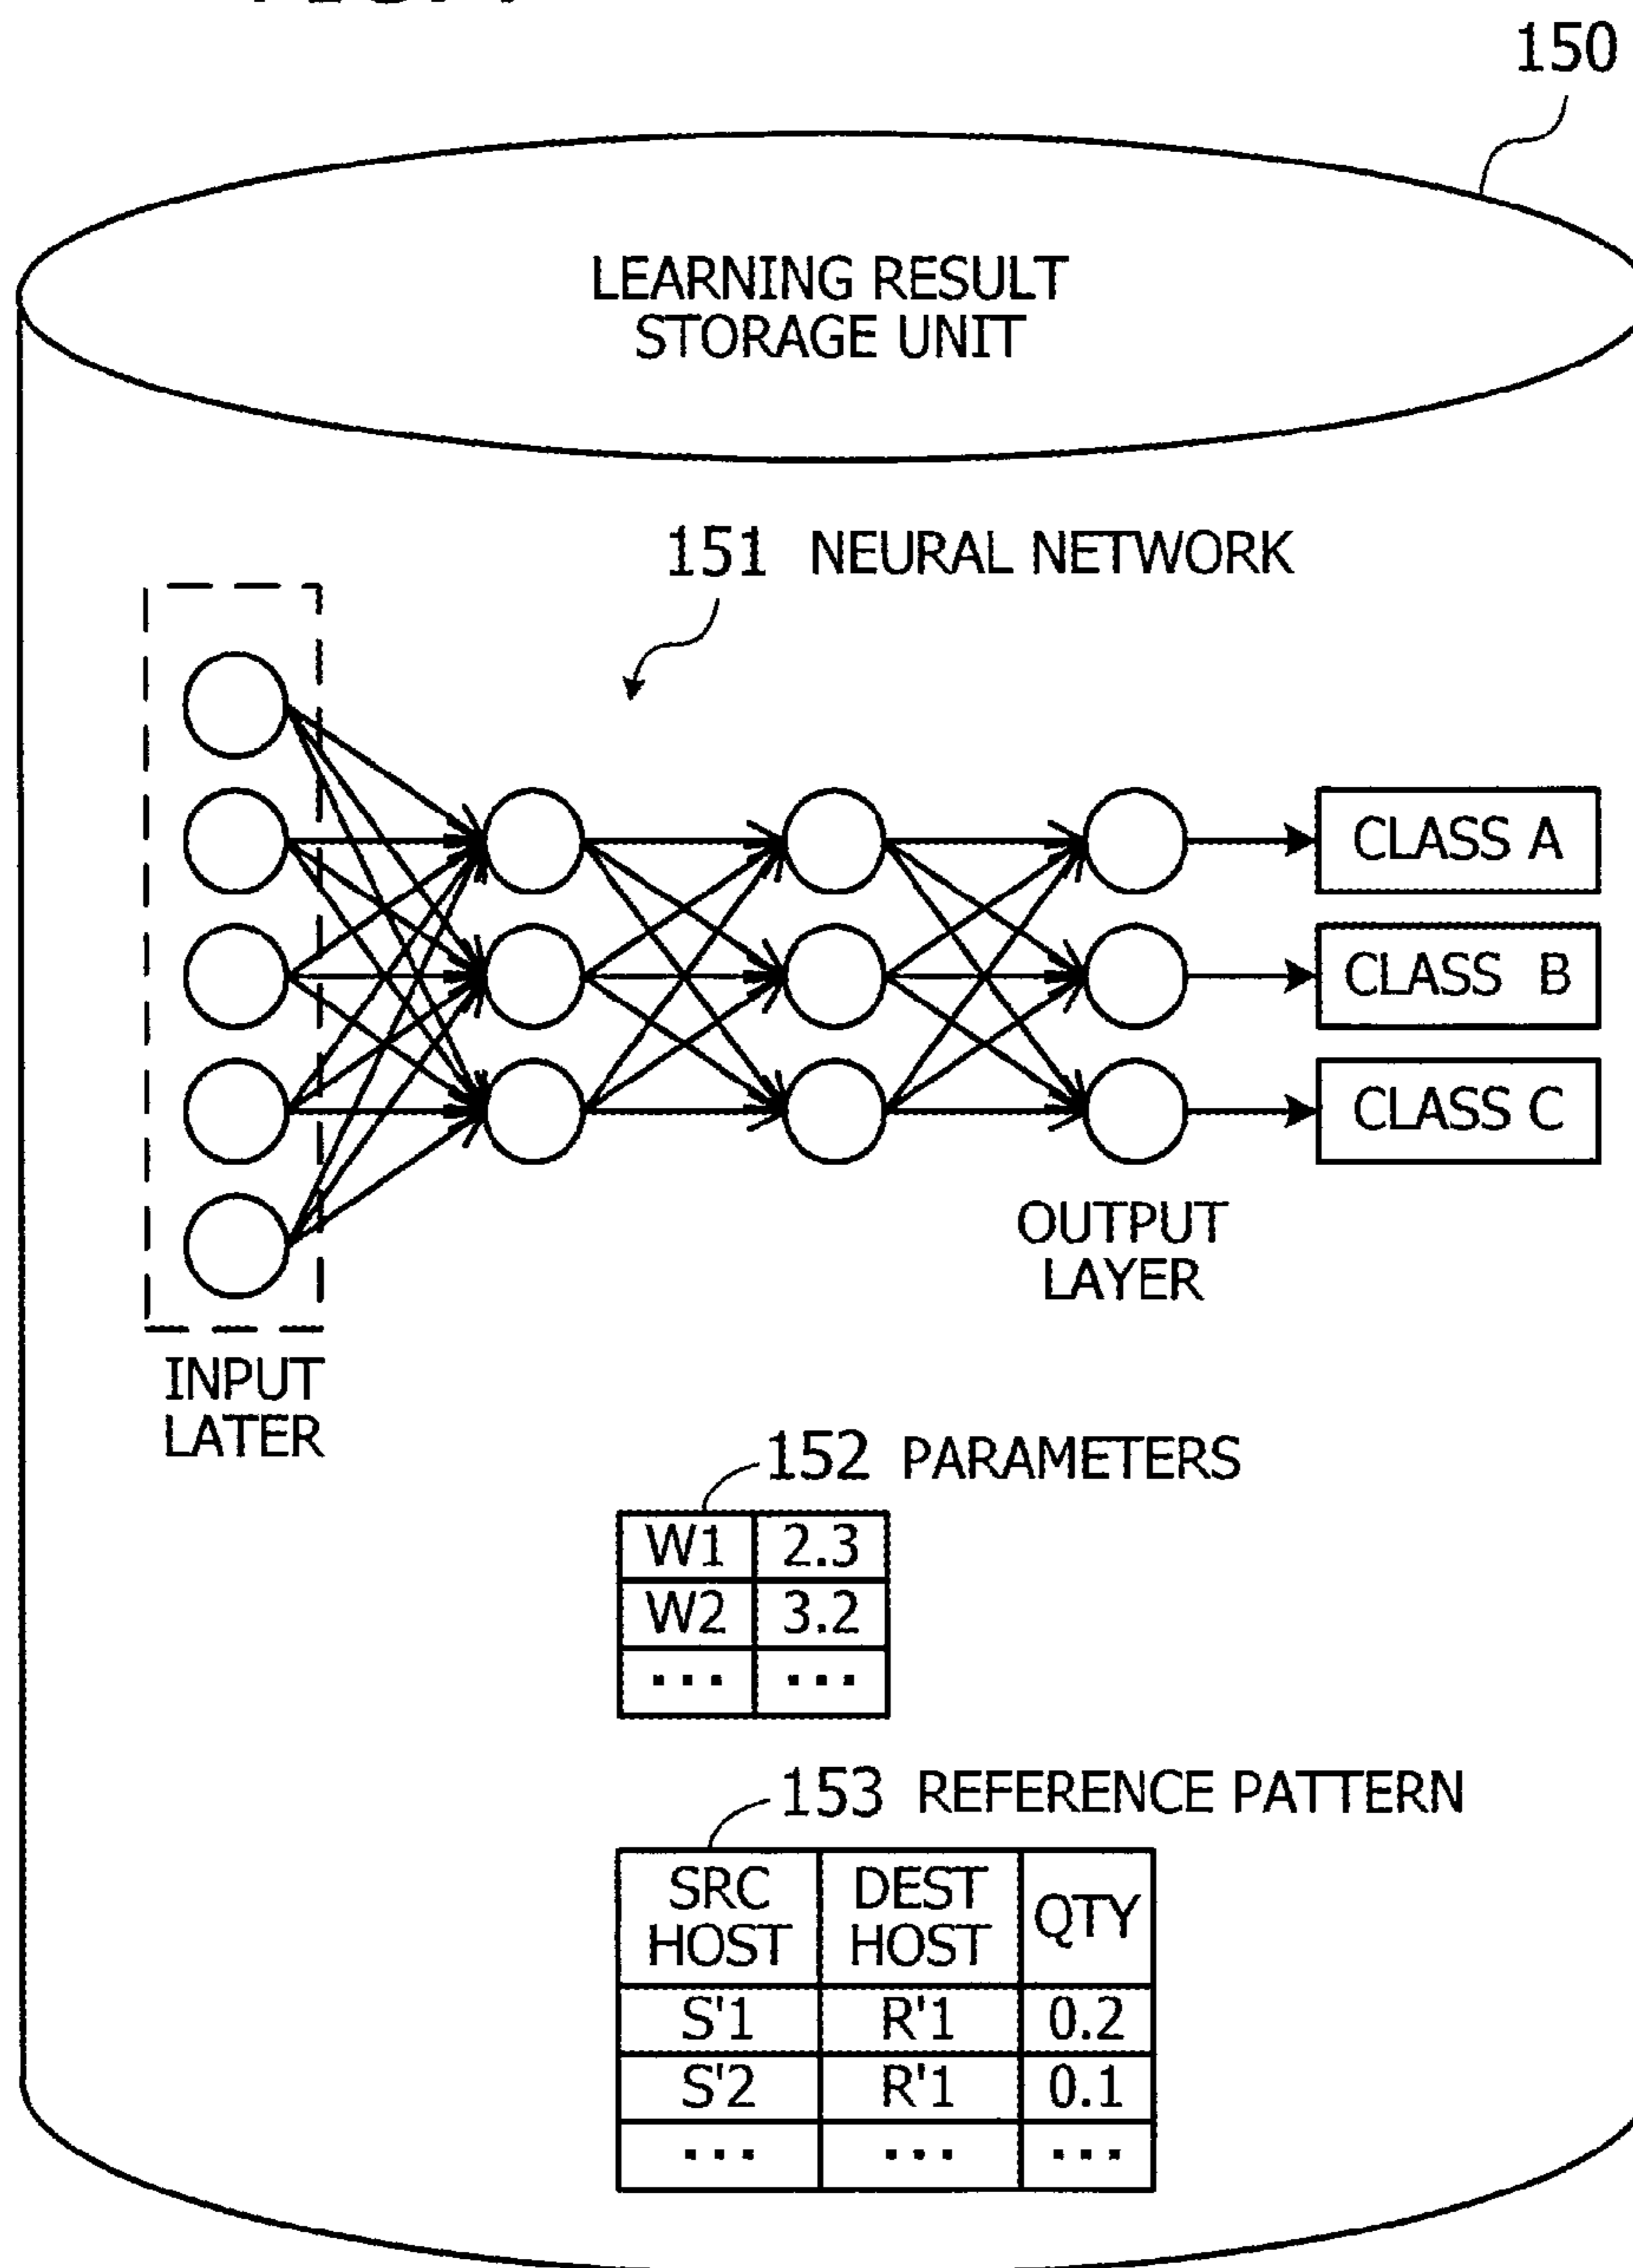 150
LEARNING RESULT
STORAGE UNIT
151 NEURAL NETWORK
CLASS A
CLASS B
CLASS C
OUTPUT
LAYER
INPUT
LATER
152 PARAMETERS
W1 2.3
W2 3.2
... ...
153 REFERENCE PATTERN
SRC
HOST
DEST
HOST
QTY
S'1 R'1 0.2
S'2 R'1 0.1
... ... ...